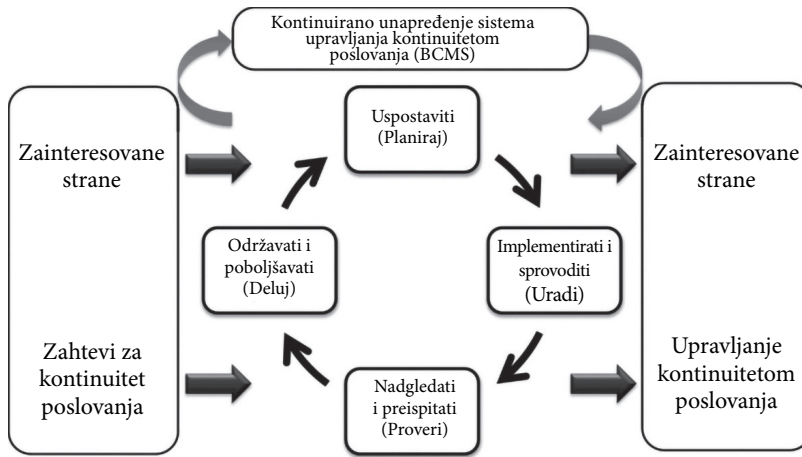 Kontinuirano unapređenje sistema
upravljanja kontinuitetom
poslovanja (BCMS)
Zainteresovane
strane
Zahtevi za
kontinuitet
poslovanja
Uspostaviti
(Planiraj)
Održavati i
poboljšavati
(Deluj)
Implementirati i
sprovoditi
(Uradi)
Nadgledati
i preispitati
(Proveri)
Zainteresovane
strane
Upravljanje
kontinuitetom
poslovanja